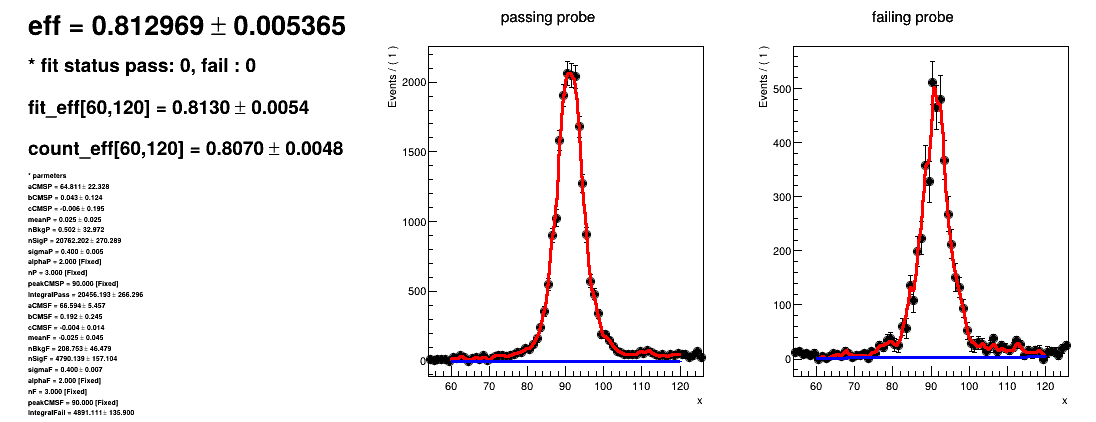 eff = 0.812969 ± 0.005365
* fit status pass: 0, fail : 0
fit_eff[60,120] = 0.8130 ± 0.0054
count_eff[60,120] = 0.8070 ± 0.0048
* parmeters
aCMSP = 64.811± 22.328
bCMSP = 0.043± 0.124
cCMSP = -0.006± 0.195
meanP = 0.025± 0.025
nBkgP = 0.502± 32.972
nSigP = 20762.202± 270.289
sigmaP = 0.400± 0.005
alphaP = 2.000 [Fixed]
nP = 3.000 [Fixed]
peakCMSP = 90.000 [Fixed]
integralPass = 20456.193± 266.296
aCMSF = 66.594± 5.457
bCMSF = 0.192± 0.245
cCMSF = -0.004± 0.014
meanF = -0.025± 0.045
nBkgF = 208.753± 46.479
nSigF = 4790.139± 157.104
sigmaF = 0.400± 0.007
alphaF = 2.000 [Fixed]
nF = 3.000 [Fixed]
peakCMSF = 90.000 [Fixed]
integralFail = 4891.111± 135.900
passing probe
Events / ( 1 )
2000
1500
1000
500
0
60 70 80 90 100 110 120
x
failing probe
Events / ( 1 )
500
400
300
200
100
0
60 70 80 90 100 110 120
x